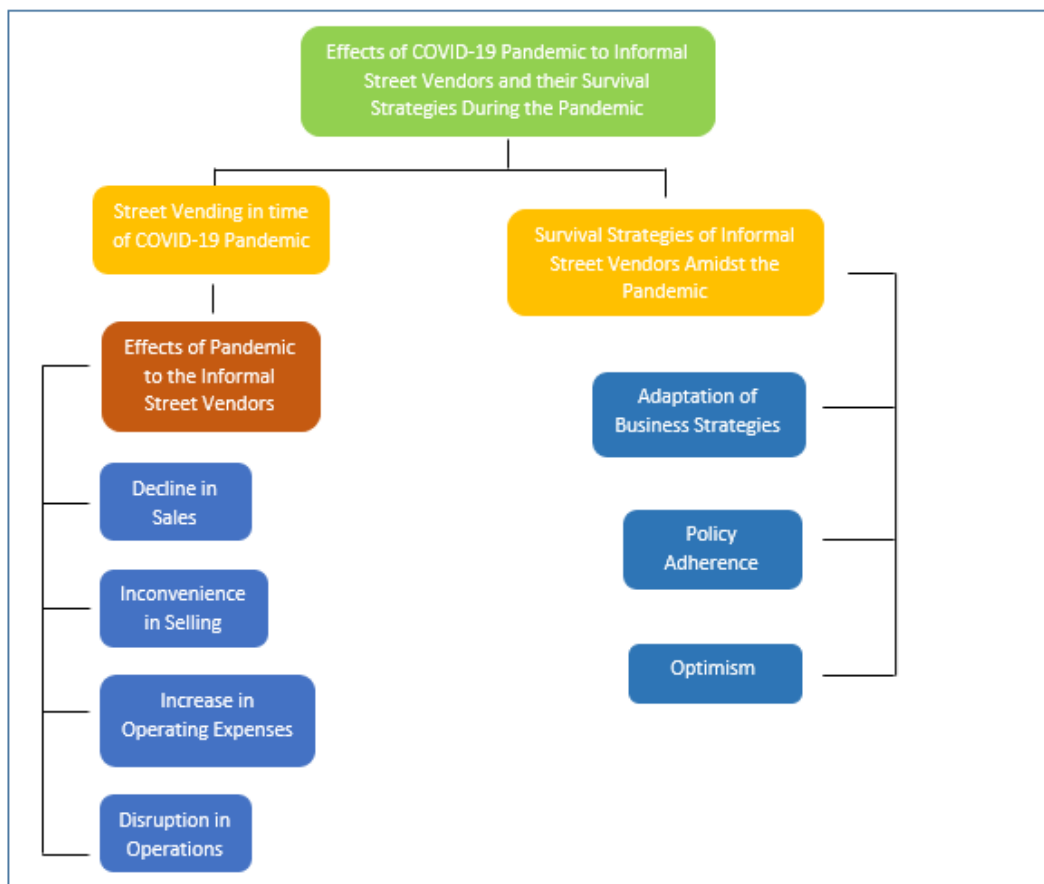 Effects of COVID-19 Pandemic to Informal
Street Vendors and their Survival
Strategies During the Pandemic
Street Vending in time
of COVID-19 Pandemic
Effects of Pandemic
to the Informal
Street Vendors
Decline in
Sales
Inconvenience
in Selling
Increase in
Operating Expenses
Disruption in
Operations
Survival Strategies of Informal
Street Vendors Amidst the
Pandemic
Adaptation of
Business Strategies
Policy
Adherence
Optimism